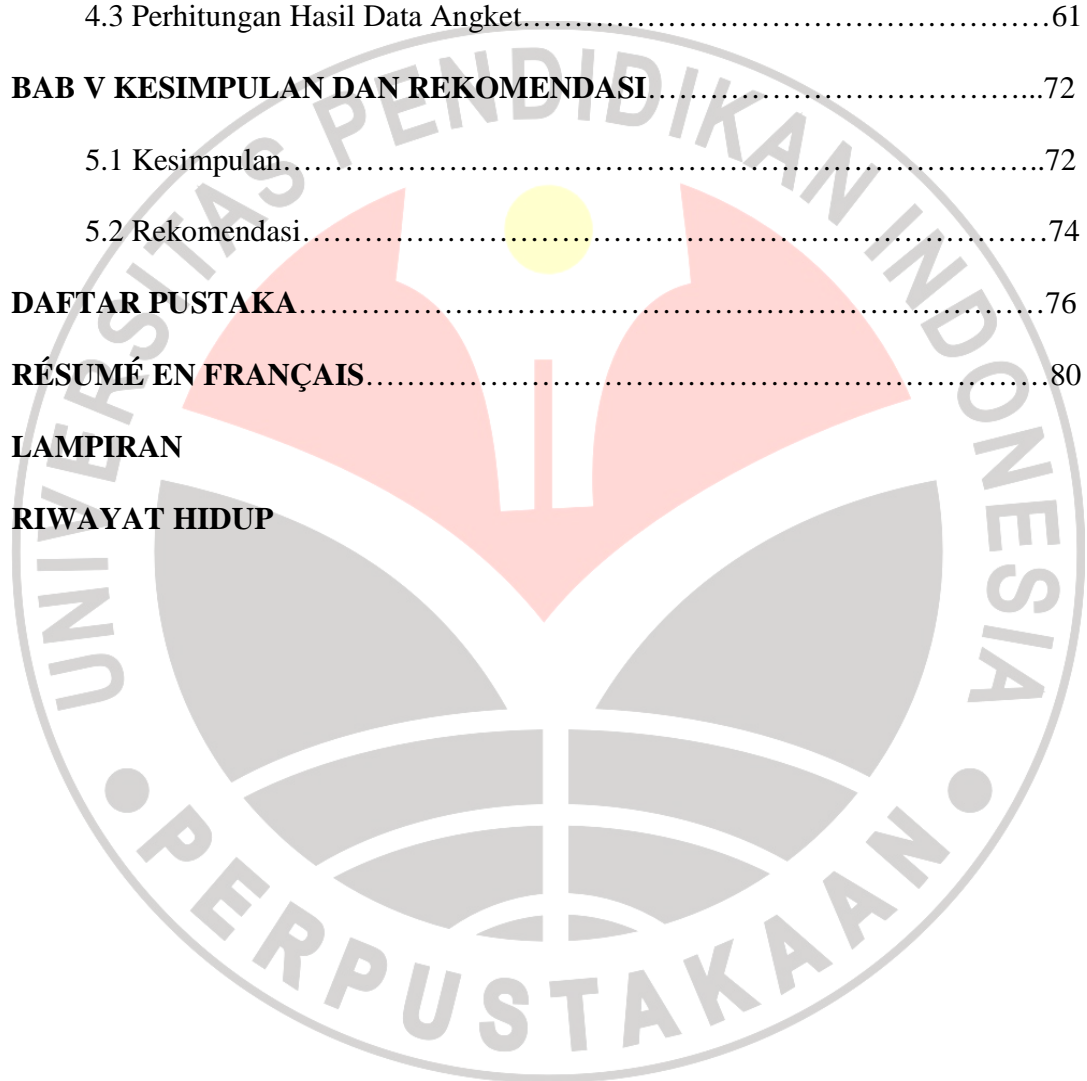 4.3 Perhitungan Hasil Data Angket……………………………………………61
BAB V KESIMPULAN DAN REKOMENDASI……………………………...72
5.1 Kesimpulan…………………………………………………………………..72
5.2 Rekomendasi…………………………………………………………………74
DAFTAR PUSTAKA……………………………………………………………76
RÉSUMÉ EN FRANÇAIS………………………………………………………80
LAMPIRAN
RIWAYAT HIDUP
UNIVERSITAS PENDIDIKAN INDONESIA
PERPUSTAKAAN